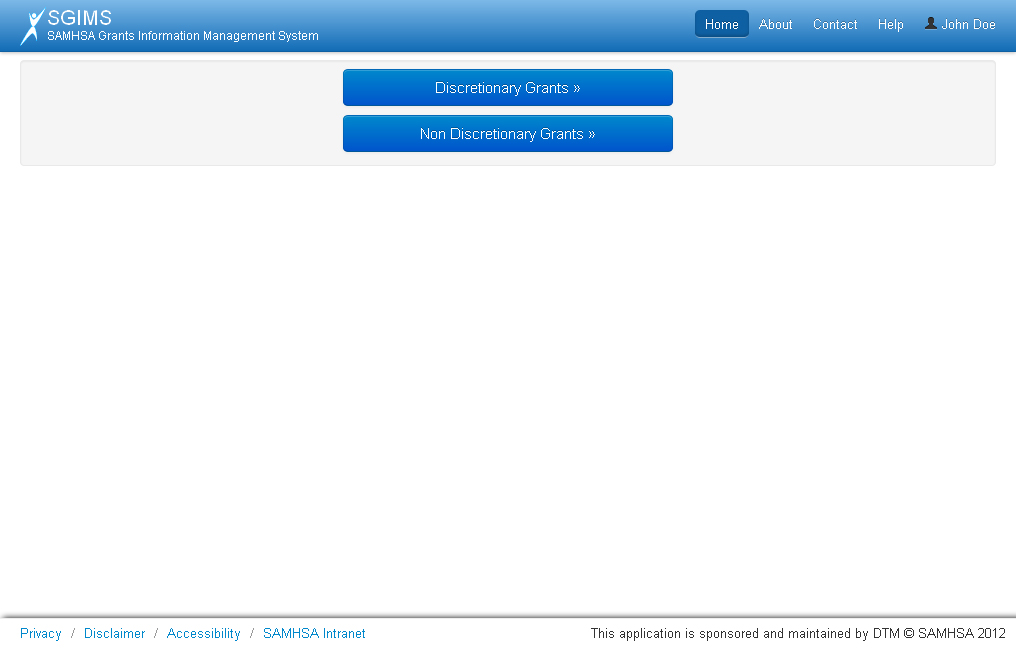 SGIMS
SAMHSA Grants Information Management System
Home About Contact Help John Doe
Discretionary Grants »
Non Discretionary Grants »
Privacy / Disclaimer / Accessibility / SAMHSA Intranet
This application is sponsored and maintained by DTM © SAMHSA 2012